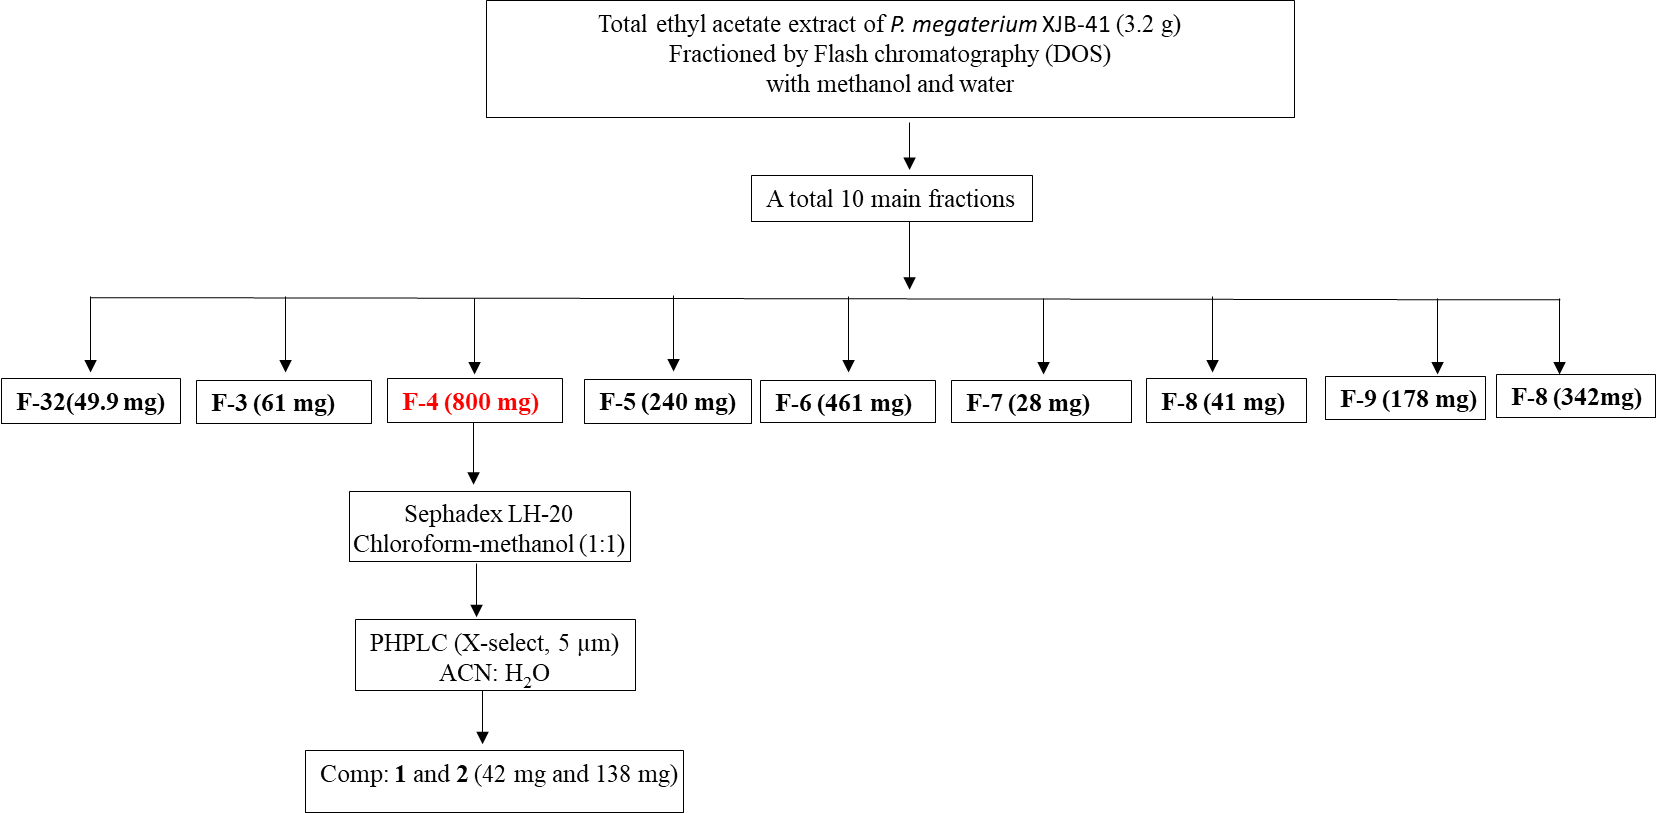 Total ethyl acetate extract of P. megaterium XJB-41 (3.2 g)
Fractioned by Flash chromatography (DOS)
with methanol and water
A total 10 main fractions
F-32(49.9 mg)
F-3 (61 mg)
F-4 (800 mg)
F-5 (240 mg)
F-6 (461 mg)
F-7 (28 mg)
F-8 (41 mg)
F-9 (178 mg)
F-8 (342mg)
Sephadex LH-20
Chloroform-methanol (1:1)
PHPLC (X-select, 5 µm)
ACN: H₂O
Comp: 1 and 2 (42 mg and 138 mg)